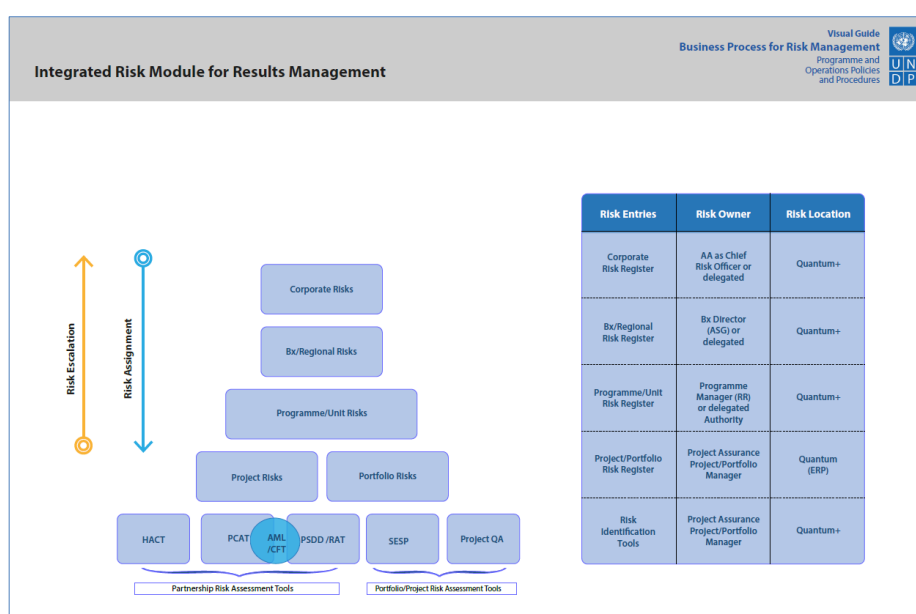 Visual Guide
Business Process for Risk Management
Programme and
Operations Policies
and Procedures
U N
D P
Integrated Risk Module for Results Management
Risk Escalation
Risk Assignment
Corporate Risks
Bx/Regional Risks
Programme/Unit Risks
Project Risks
Portfolio Risks
HACT
PCAT
AML
/CFT
PSDD /RAT
SESP
Project QA
Partnership Risk Assessment Tools
Portfolio/Project Risk Assessment Tools
Risk Entries
Risk Owner
Risk Location
Corporate
Risk Register
AA as Chief
Risk Officer or
delegated
Quantum+
Bx/Regional
Risk Register
Bx Director
(ASG) or
delegated
Quantum+
Programme/Unit
Risk Register
Programme
Manager (RR)
or delegated
Authority
Quantum+
Project/Portfolio
Risk Register
Project Assurance
Project/Portfolio
Manager
Quantum
(ERP)
Risk
Identification
Tools
Project Assurance
Project/Portfolio
Manager
Quantum+